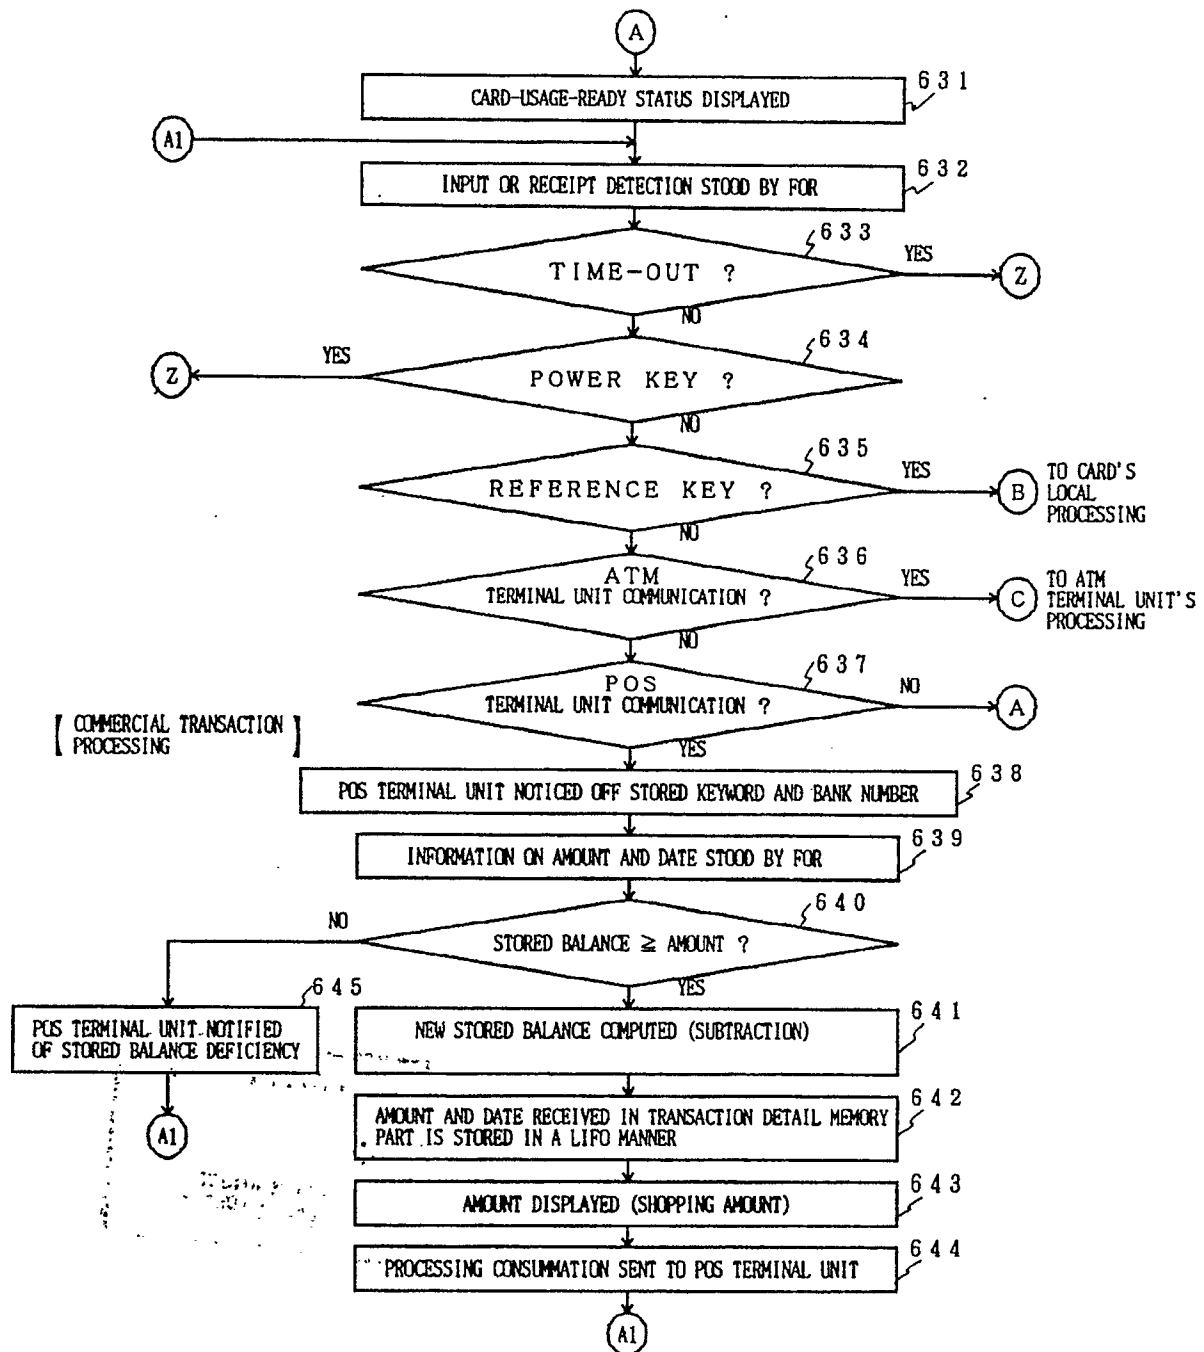 A
631
CARD-USAGE-READY STATUS DISPLAYED
A1
632
INPUT OR RECEIPT DETECTION STOOD BY FOR
633
TIME-OUT ?
YES
Z
NO
634
YES
Z
POWER KEY ?
NO
635
REFERENCE KEY ?
YES
B
TO CARD'S
LOCAL
PROCESSING
NO
636
ATM
TERMINAL UNIT COMMUNICATION ?
YES
C
TO ATM
TERMINAL UNIT'S
PROCESSING
NO
637
POS
TERMINAL UNIT COMMUNICATION ?
NO
A
YES
[ COMMERCIAL TRANSACTION
PROCESSING ]
638
POS TERMINAL UNIT NOTICED OFF STORED KEYWORD AND BANK NUMBER
639
INFORMATION ON AMOUNT AND DATE STOOD BY FOR
640
NO
STORED BALANCE ≧ AMOUNT ?
YES
645
POS TERMINAL UNIT NOTIFIED
OF STORED BALANCE DEFICIENCY
A1
641
NEW STORED BALANCE COMPUTED (SUBTRACTION)
642
AMOUNT AND DATE RECEIVED IN TRANSACTION DETAIL MEMORY
PART IS STORED IN A LIFO MANNER
643
AMOUNT DISPLAYED (SHOPPING AMOUNT)
644
PROCESSING CONSUMMATION SENT TO POS TERMINAL UNIT
A1